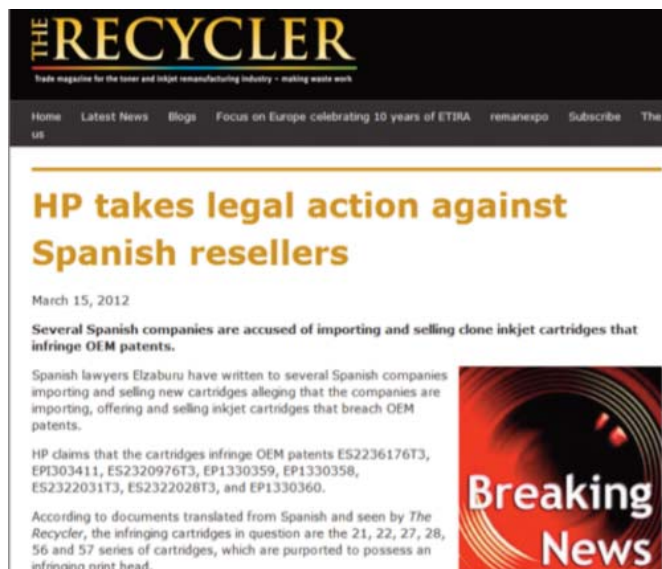 THE RECYCLER
Trade magazine for the toner and inkjet remanufacturing industry - making waste work
Home Latest News Blogs Focus on Europe celebrating 10 years of ETIRA remanexpo Subscribe The
us
HP takes legal action against
Spanish resellers
March 15, 2012
Several Spanish companies are accused of importing and selling clone inkjet cartridges that
infringe OEM patents.
Spanish lawyers Elzaburu have written to several Spanish companies
importing and selling new cartridges alleging that the companies are
importing, offering and selling inkjet cartridges that breach OEM
patents.
HP claims that the cartridges infringe OEM patents ES2236176T3,
EPI303411, ES2320976T3, EP1330359, EP1330358,
ES2322031T3, ES2322028T3, and EP1330360.
According to documents translated from Spanish and seen by The
Recycler, the infringing cartridges in question are the 21, 22, 27, 28,
56 and 57 series of cartridges, which are purported to possess an
infringing print head.
Breaking
News